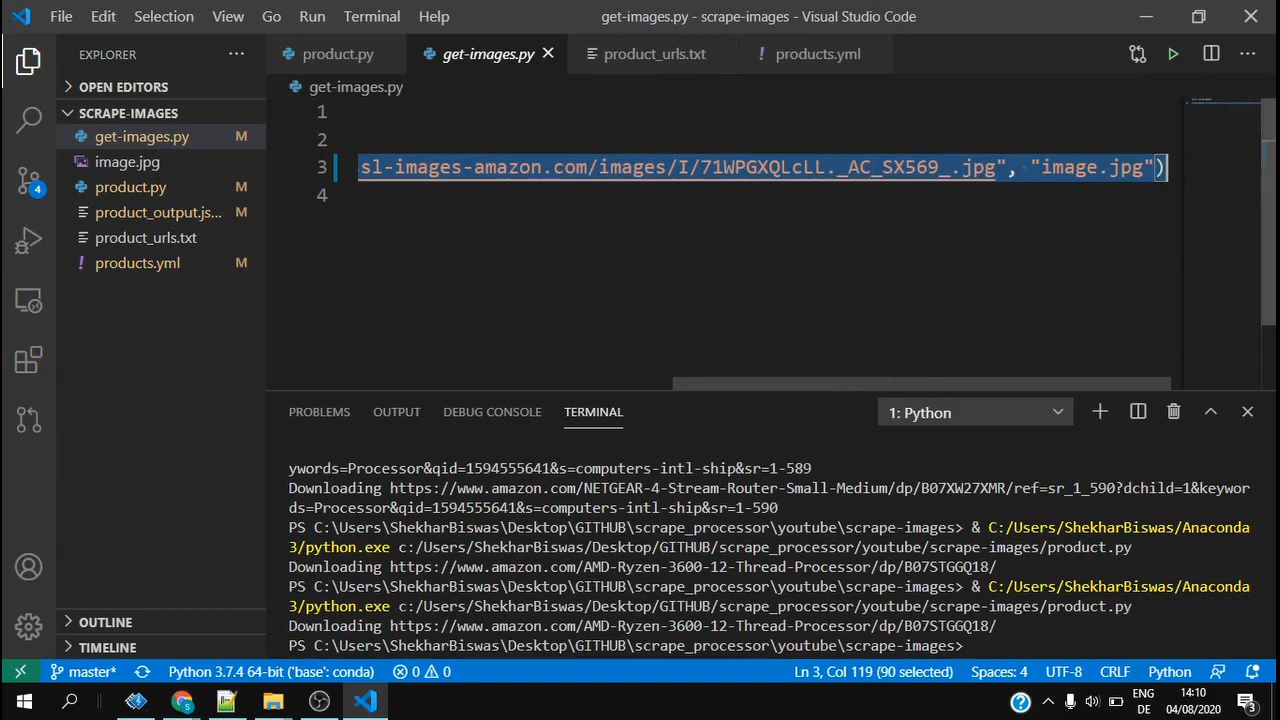 File Edit Selection View Go Run Terminal Help get-images.py - scrape-images - Visual Studio Code
EXPLORER
product.py get-images.py product_urls.txt ! products.yml
OPEN EDITORS
get-images.py
SCRAPE-IMAGES
get-images.py M
image.jpg
product.py M
product_output.js... M
product_urls.txt
! products.yml M
4
OUTLINE
TIMELINE
1
2
3 sl-images-amazon.com/images/I/71WPGXQLcLL._AC_SX569_.jpg", "image.jpg")
4
PROBLEMS OUTPUT DEBUG CONSOLE TERMINAL 1: Python
ywords=Processor&qid=1594555641&s=computers-intl-ship&sr=1-589
Downloading https://www.amazon.com/NETGEAR-4-Stream-Router-Small-Medium/dp/B07XW27XMR/ref=sr_1_590?dchild=1&keywor
ds=Processor&qid=1594555641&s=computers-intl-ship&sr=1-590
PS C:\Users\ShekharBiswas\Desktop\GITHUB\scrape_processor\youtube\scrape-images> & C:/Users/ShekharBiswas/Anaconda
3/python.exe c:/Users/ShekharBiswas/Desktop/GITHUB/scrape_processor/youtube/scrape-images/product.py
Downloading https://www.amazon.com/AMD-Ryzen-3600-12-Thread-Processor/dp/B07STGGQ18/
PS C:\Users\ShekharBiswas\Desktop\GITHUB\scrape_processor\youtube\scrape-images> & C:/Users/ShekharBiswas/Anaconda
3/python.exe c:/Users/ShekharBiswas/Desktop/GITHUB/scrape_processor/youtube/scrape-images/product.py
Downloading https://www.amazon.com/AMD-Ryzen-3600-12-Thread-Processor/dp/B07STGGQ18/
PS C:\Users\ShekharBiswas\Desktop\GITHUB\scrape_processor\youtube\scrape-images>
master* Python 3.7.4 64-bit ('base': conda) 0 0 Ln 3, Col 119 (90 selected) Spaces: 4 UTF-8 CRLF Python
ENG 14:10
DE 04/08/2020 3